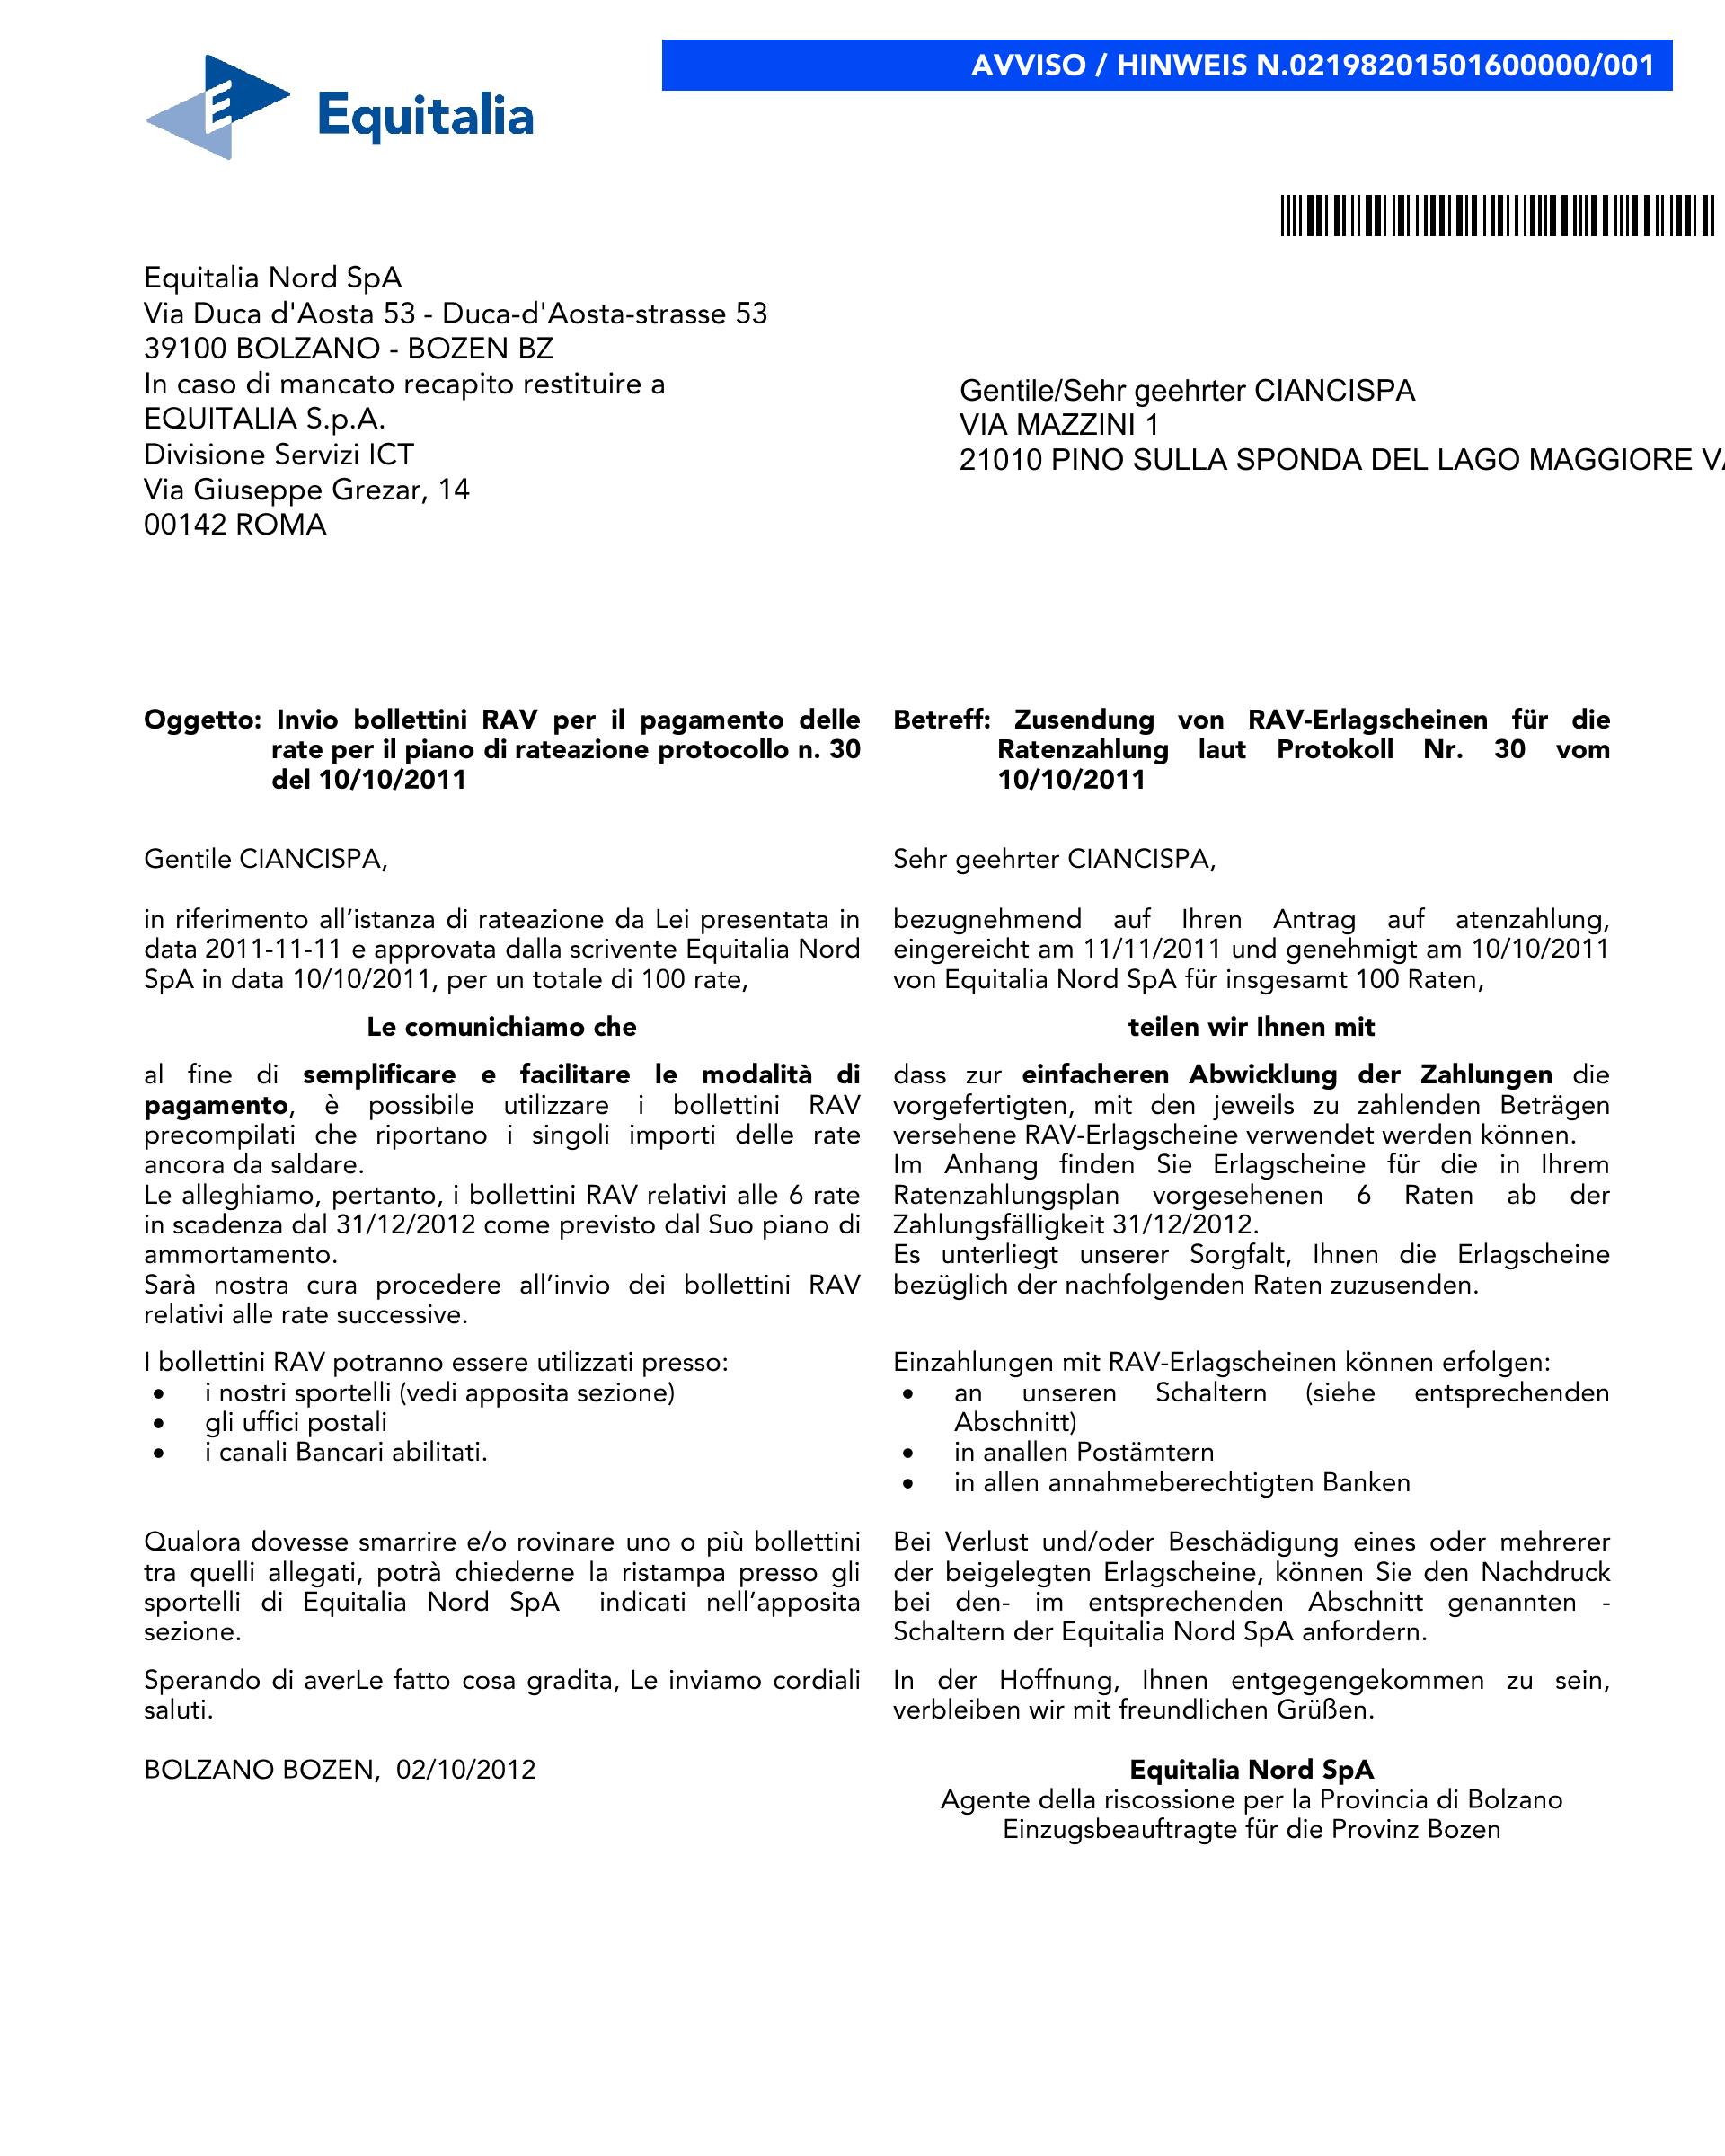 AVVISO / HINWEIS N.02198201501600000/001
Equitalia
Equitalia Nord SpA
Via Duca d'Aosta 53 - Duca-d'Aosta-strasse 53
39100 BOLZANO - BOZEN BZ
In caso di mancato recapito restituire a
EQUITALIA S.p.A.
Divisione Servizi ICT
Via Giuseppe Grezar, 14
00142 ROMA
Gentile/Sehr geehrter CIANCISPA
VIA MAZZINI 1
21010 PINO SULLA SPONDA DEL LAGO MAGGIORE VA
Oggetto: Invio bollettini RAV per il pagamento delle
rate per il piano di rateazione protocollo n. 30
del 10/10/2011
Gentile CIANCISPA,
in riferimento all’istanza di rateazione da Lei presentata in
data 2011-11-11 e approvata dalla scrivente Equitalia Nord
SpA in data 10/10/2011, per un totale di 100 rate,
Le comunichiamo che
al fine di semplificare e facilitare le modalità di
pagamento, è possibile utilizzare i bollettini RAV
precompilati che riportano i singoli importi delle rate
ancora da saldare.
Le alleghiamo, pertanto, i bollettini RAV relativi alle 6 rate
in scadenza dal 31/12/2012 come previsto dal Suo piano di
ammortamento.
Sarà nostra cura procedere all’invio dei bollettini RAV
relativi alle rate successive.
I bollettini RAV potranno essere utilizzati presso:
• i nostri sportelli (vedi apposita sezione)
• gli uffici postali
• i canali Bancari abilitati.
Qualora dovesse smarrire e/o rovinare uno o più bollettini
tra quelli allegati, potrà chiederne la ristampa presso gli
sportelli di Equitalia Nord SpA indicati nell’apposita
sezione.
Sperando di averLe fatto cosa gradita, Le inviamo cordiali
saluti.
BOLZANO BOZEN, 02/10/2012
Betreff: Zusendung von RAV-Erlagscheinen für die
Ratenzahlung laut Protokoll Nr. 30 vom
10/10/2011
Sehr geehrter CIANCISPA,
bezugnehmend auf Ihren Antrag auf atenzahlung,
eingereicht am 11/11/2011 und genehmigt am 10/10/2011
von Equitalia Nord SpA für insgesamt 100 Raten,
teilen wir Ihnen mit
dass zur einfacheren Abwicklung der Zahlungen die
vorgefertigten, mit den jeweils zu zahlenden Beträgen
versehene RAV-Erlagscheine verwendet werden können.
Im Anhang finden Sie Erlagscheine für die in Ihrem
Ratenzahlungsplan vorgesehenen 6 Raten ab der
Zahlungsfälligkeit 31/12/2012.
Es unterliegt unserer Sorgfalt, Ihnen die Erlagscheine
bezüglich der nachfolgenden Raten zuzusenden.
Einzahlungen mit RAV-Erlagscheinen können erfolgen:
• an unseren Schaltern (siehe entsprechenden
Abschnitt)
• in anallen Postämtern
• in allen annahmeberechtigten Banken
Bei Verlust und/oder Beschädigung eines oder mehrerer
der beigelegten Erlagscheine, können Sie den Nachdruck
bei den- im entsprechenden Abschnitt genannten -
Schaltern der Equitalia Nord SpA anfordern.
In der Hoffnung, Ihnen entgegengekommen zu sein,
verbleiben wir mit freundlichen Grüßen.
Equitalia Nord SpA
Agente della riscossione per la Provincia di Bolzano
Einzugsbeauftragte für die Provinz Bozen